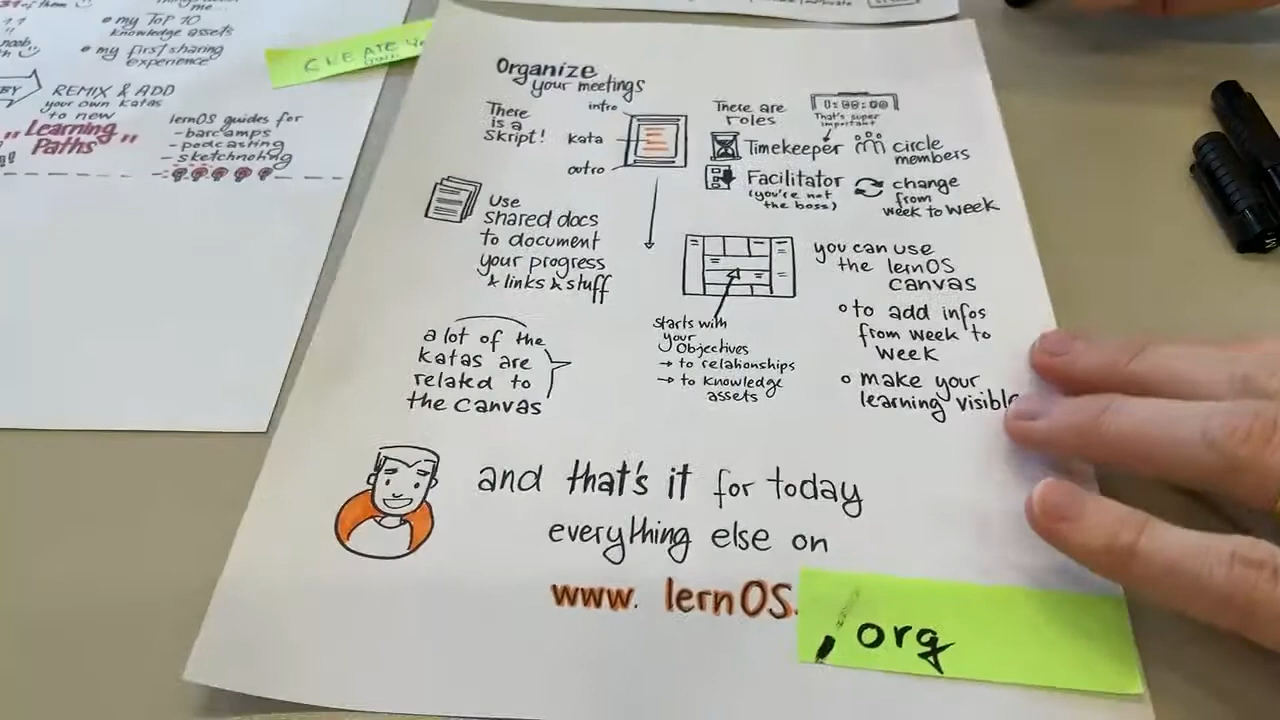 me...
my TOP 10
knowledge assets
my first sharing
experience
BY
REMIX & ADD
your own katas
to new
"Learning
Paths"
lernOS guides for
- barcamps
- podcasting
- sketchnoting
CREATE
Organize
your meetings
There
is a
Skript!
intro
kata
outro
There are
roles
0:00:00
That's super
important
Timekeeper
circle
members
Facilitator
(you're not
the boss)
change
from
week to week
Use
shared docs
to document
your progress
& links & stuff
you can use
the lernOS
canvas
to add infos
from week to
week
make your
learning visible
Starts with
your
Objectives
→ to relationships
→ to knowledge
assets
a lot of the
katas are
related to
the canvas
and that's it for today
everything else on
www. lernOS.
org